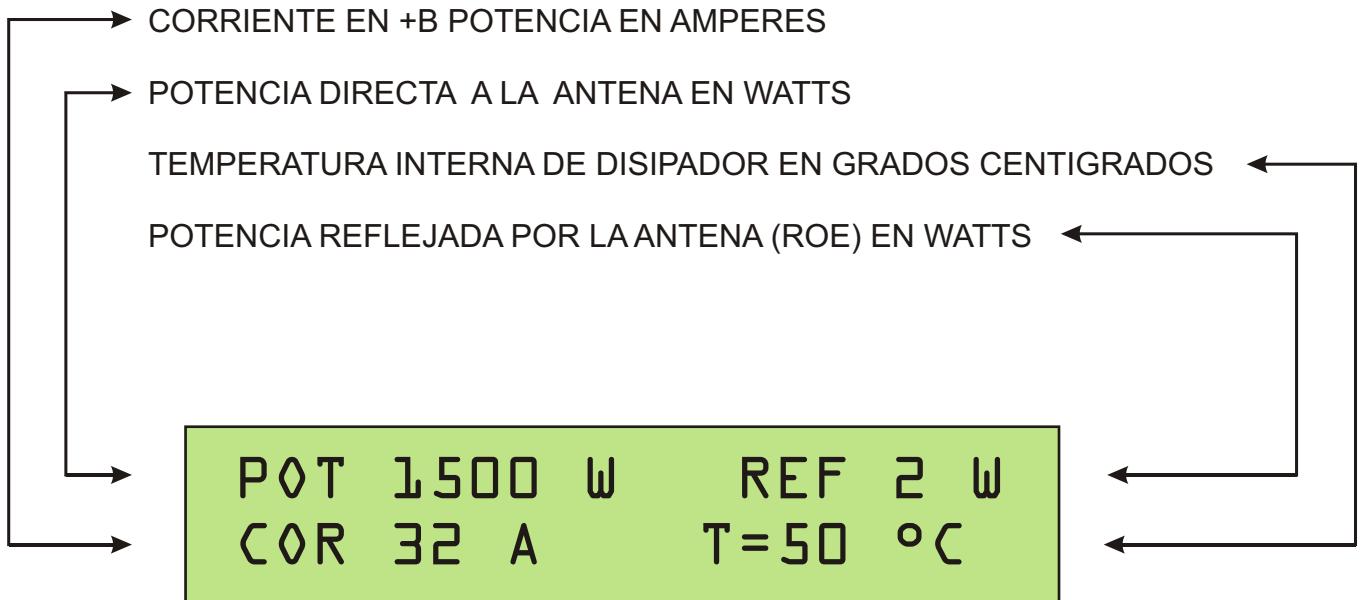 CORRIENTE EN +B POTENCIA EN AMPERES
POTENCIA DIRECTA A LA ANTENA EN WATTS
TEMPERATURA INTERNA DE DISIPADOR EN GRADOS CENTIGRADOS
POTENCIA REFLEJADA POR LA ANTENA (ROE) EN WATTS
POT 1500 W REF 2 W
COR 32 A T=50 °C